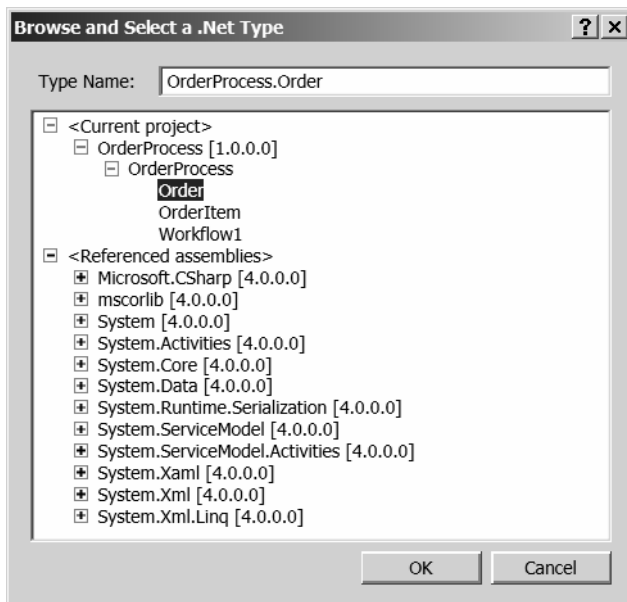 Browse and Select a .Net Type
Type Name: OrderProcess.Order
<Current project>
OrderProcess [1.0.0.0]
OrderProcess
Order
OrderItem
Workflow1
<Referenced assemblies>
Microsoft.CSharp [4.0.0.0]
mscorlib [4.0.0.0]
System [4.0.0.0]
System.Activities [4.0.0.0]
System.Core [4.0.0.0]
System.Data [4.0.0.0]
System.Runtime.Serialization [4.0.0.0]
System.ServiceModel [4.0.0.0]
System.ServiceModel.Activities [4.0.0.0]
System.Xaml [4.0.0.0]
System.Xml [4.0.0.0]
System.Xml.Linq [4.0.0.0]
OK Cancel